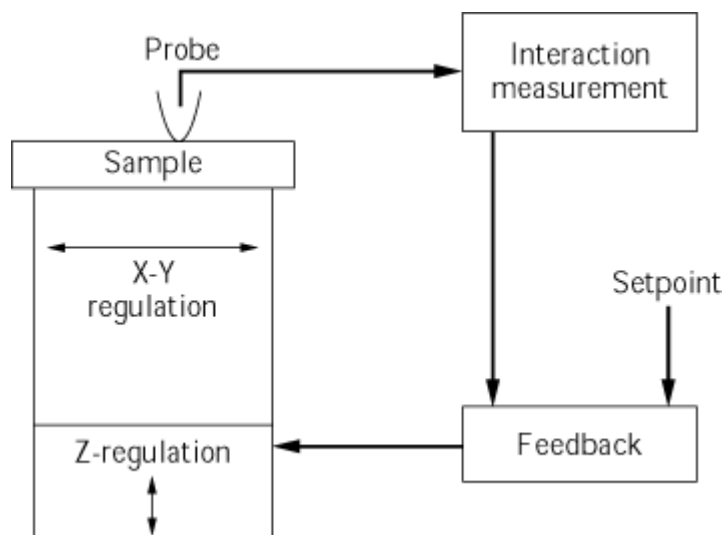 Probe
Interaction
measurement
Sample
X-Y
regulation
Setpoint
Z-regulation
Feedback